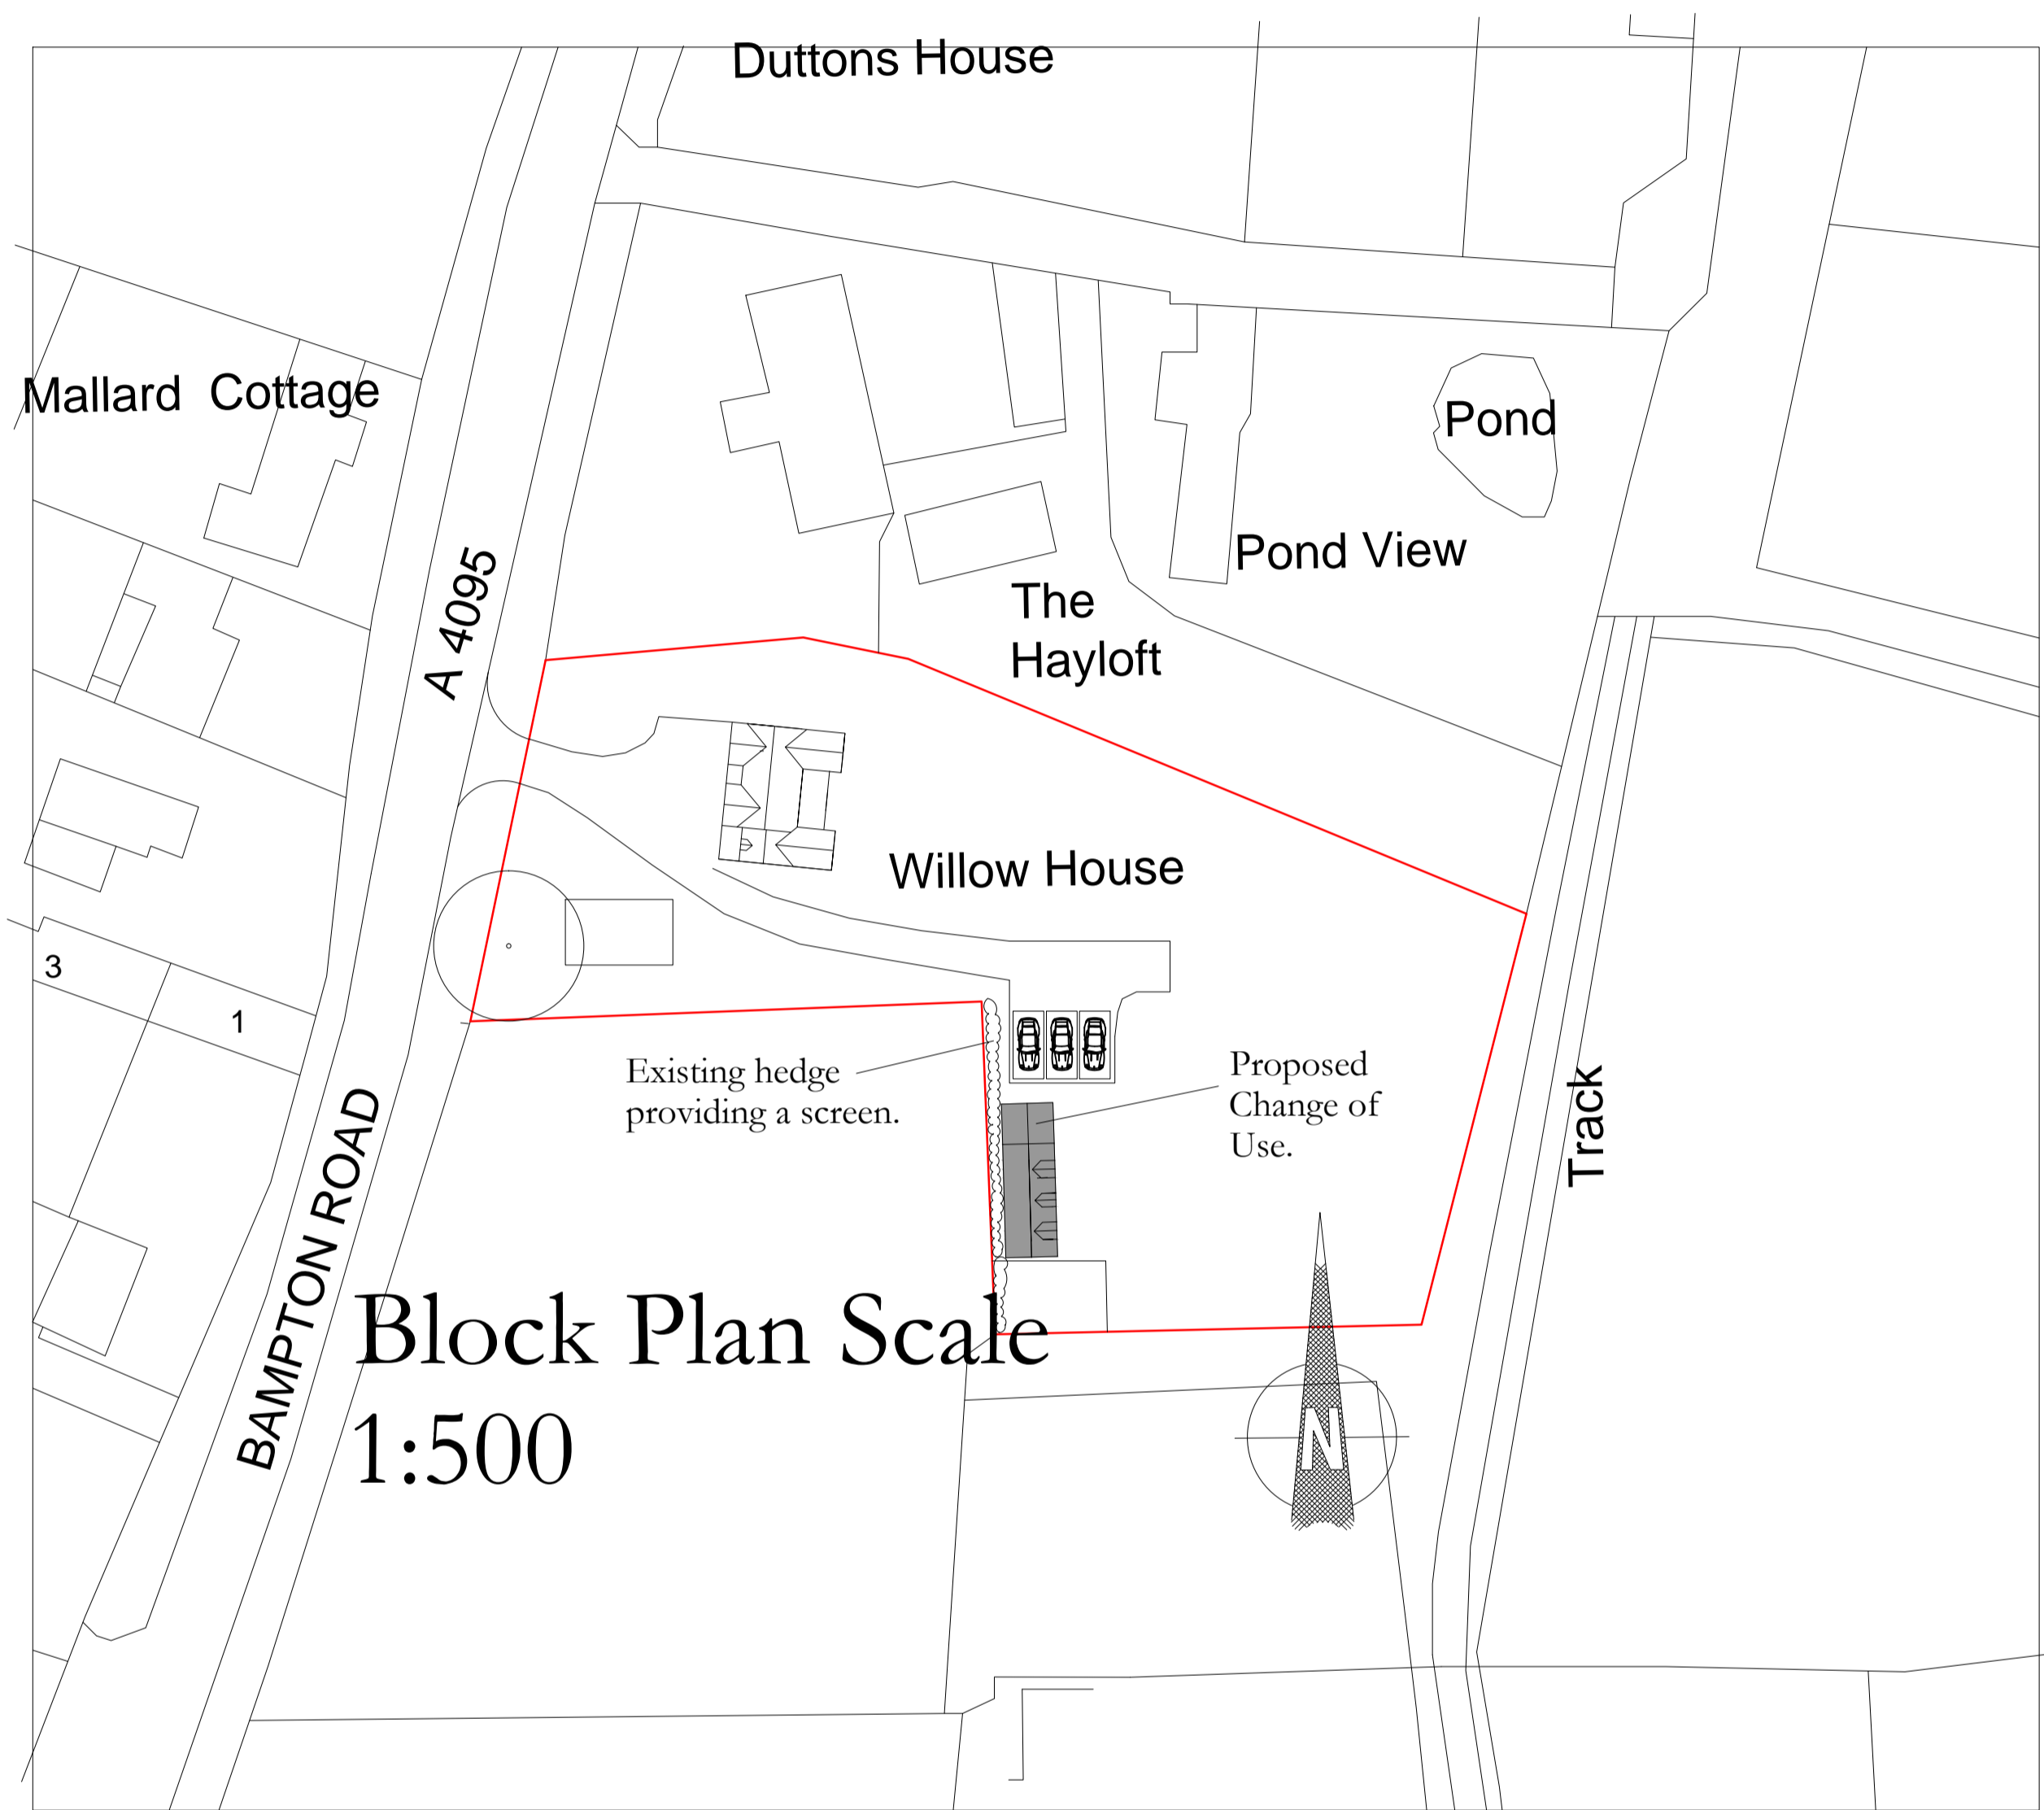 Duttons House
Mallard Cottage
Pond
A 4095
Pond View
The
Hayloft
Willow House
3
1
Existing hedge
providing a screen.
Proposed
Change of
Use.
Track
BAMPTON ROAD
Block Plan Scale
1:500
N